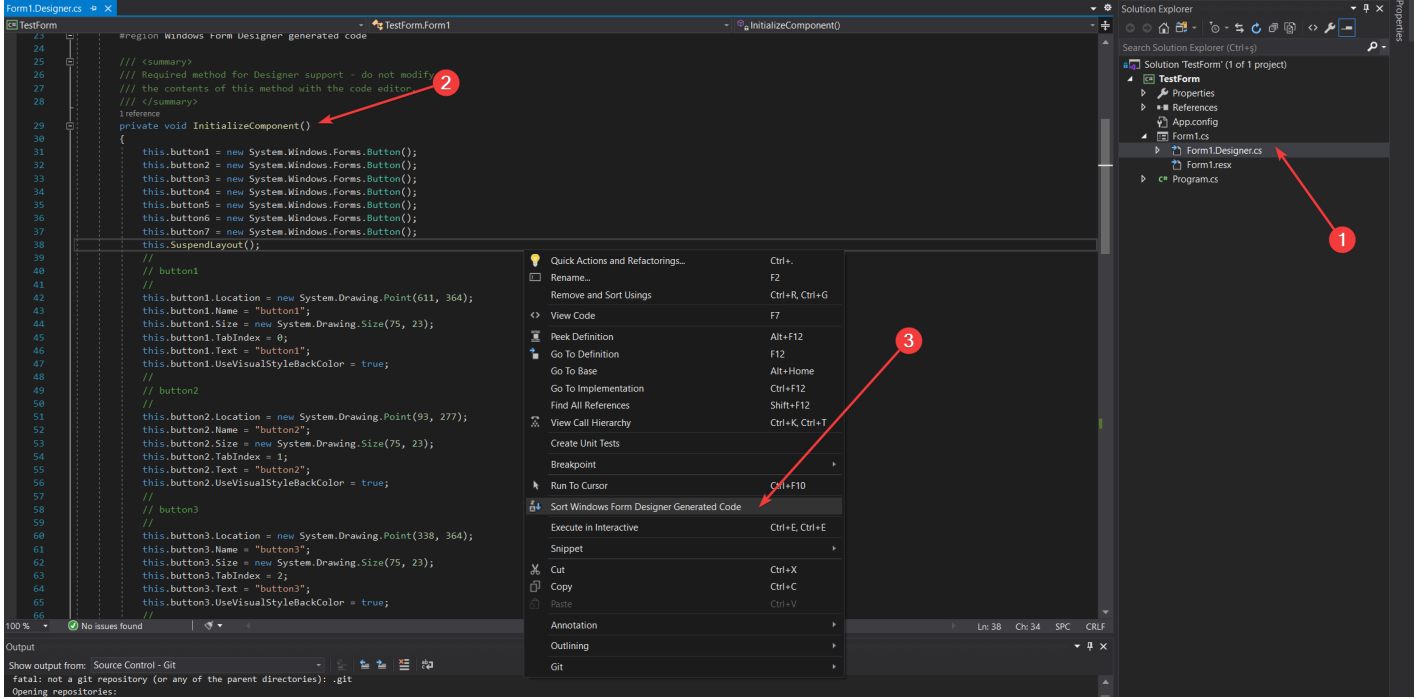 Form1.Designer.cs
TestForm
TestForm.Form1
InitializeComponent()
23 #region Windows Form Designer generated code
24
25 /// <summary>
26 /// Required method for Designer support - do not modify
27 /// the contents of this method with the code editor.
28 /// </summary>
1 reference
29 private void InitializeComponent()
30 {
31 this.button1 = new System.Windows.Forms.Button();
32 this.button2 = new System.Windows.Forms.Button();
33 this.button3 = new System.Windows.Forms.Button();
34 this.button4 = new System.Windows.Forms.Button();
35 this.button5 = new System.Windows.Forms.Button();
36 this.button6 = new System.Windows.Forms.Button();
37 this.button7 = new System.Windows.Forms.Button();
38 this.SuspendLayout();
39 //
40 // button1
41 //
42 this.button1.Location = new System.Drawing.Point(611, 364);
43 this.button1.Name = "button1";
44 this.button1.Size = new System.Drawing.Size(75, 23);
45 this.button1.TabIndex = 0;
46 this.button1.Text = "button1";
47 this.button1.UseVisualStyleBackColor = true;
48 //
49 // button2
50 //
51 this.button2.Location = new System.Drawing.Point(93, 277);
52 this.button2.Name = "button2";
53 this.button2.Size = new System.Drawing.Size(75, 23);
54 this.button2.TabIndex = 1;
55 this.button2.Text = "button2";
56 this.button2.UseVisualStyleBackColor = true;
57 //
58 // button3
59 //
60 this.button3.Location = new System.Drawing.Point(338, 364);
61 this.button3.Name = "button3";
62 this.button3.Size = new System.Drawing.Size(75, 23);
63 this.button3.TabIndex = 2;
64 this.button3.Text = "button3";
65 this.button3.UseVisualStyleBackColor = true;
66 //
2
Quick Actions and Refactorings... Ctrl+.
Rename... F2
Remove and Sort Usings Ctrl+R, Ctrl+G
View Code F7
Peek Definition Alt+F12
Go To Definition F12
Go To Base Alt+Home
Go To Implementation Ctrl+F12
Find All References Shift+F12
View Call Hierarchy Ctrl+K, Ctrl+T
Create Unit Tests
Breakpoint
Run To Cursor Ctrl+F10
Sort Windows Form Designer Generated Code
Execute in Interactive Ctrl+E, Ctrl+E
Snippet
Cut Ctrl+X
Copy Ctrl+C
Paste Ctrl+V
Annotation
Outlining
Git
3
100 % No issues found
Ln: 38 Ch: 34 SPC CRLF
Output
Show output from: Source Control - Git
fatal: not a git repository (or any of the parent directories): .git
Opening repositories:
Solution Explorer
Search Solution Explorer (Ctrl+ş)
Solution 'TestForm' (1 of 1 project)
C# TestForm
Properties
References
App.config
Form1.cs
Form1.Designer.cs
Form1.resx
C# Program.cs
1
Properties